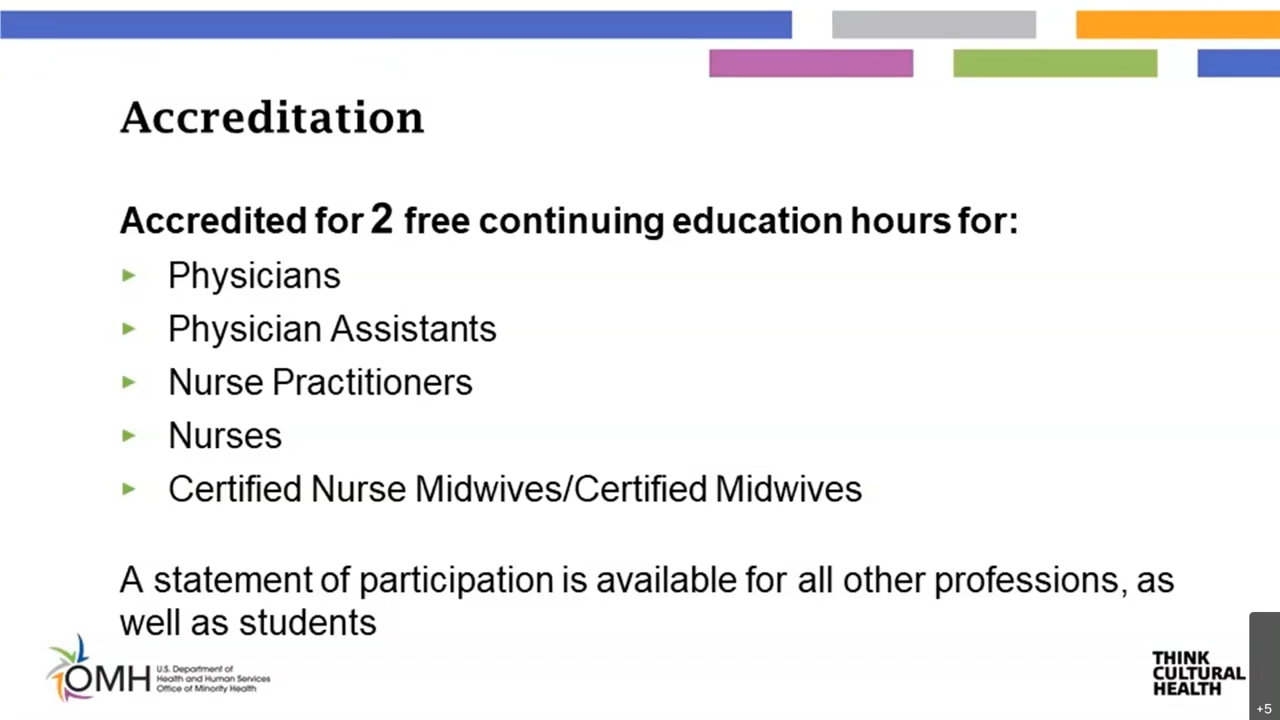 Accreditation
Accredited for 2 free continuing education hours for:
Physicians
Physician Assistants
Nurse Practitioners
Nurses
Certified Nurse Midwives/Certified Midwives
A statement of participation is available for all other professions, as
well as students
OMH
U.S. Department of
Health and Human Services
Office of Minority Health
THINK
CULTURAL
HEALTH
+5